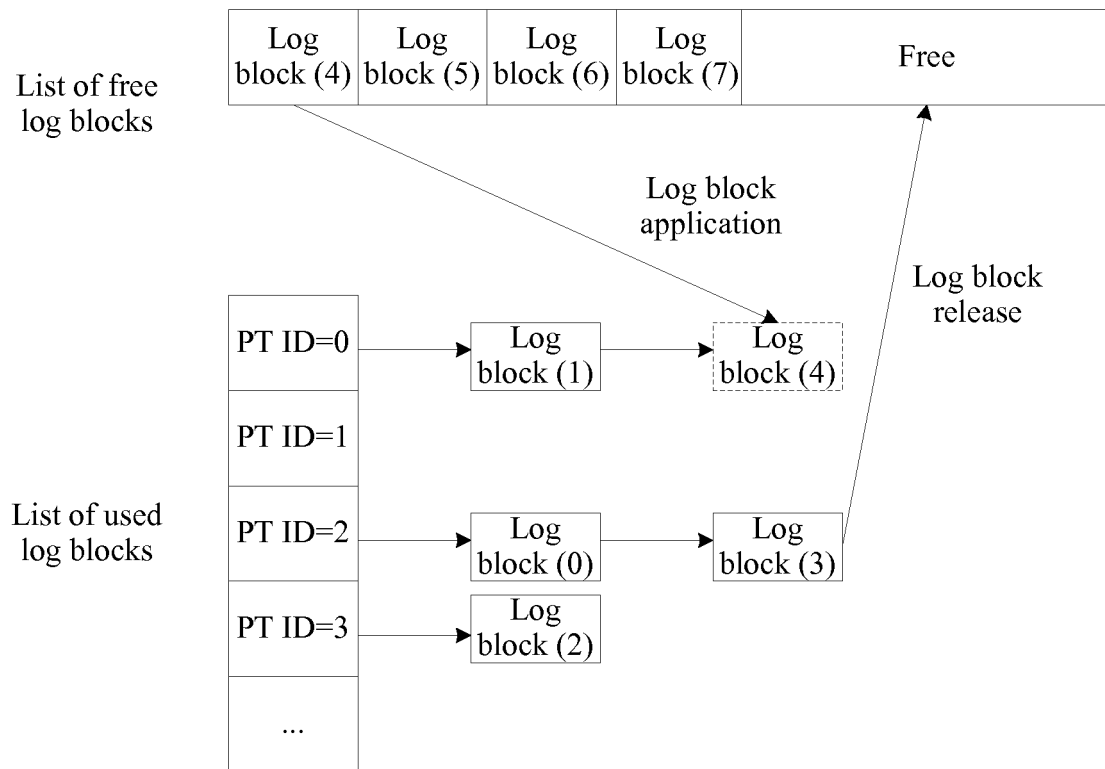 Log
block (4)
Log
block (5)
Log
block (6)
Log
block (7)
Free
List of free
log blocks
Log block
application
Log block
release
PT ID=0
Log
block (1)
Log
block (4)
PT ID=1
List of used
log blocks
PT ID=2
Log
block (0)
Log
block (3)
PT ID=3
Log
block (2)
...